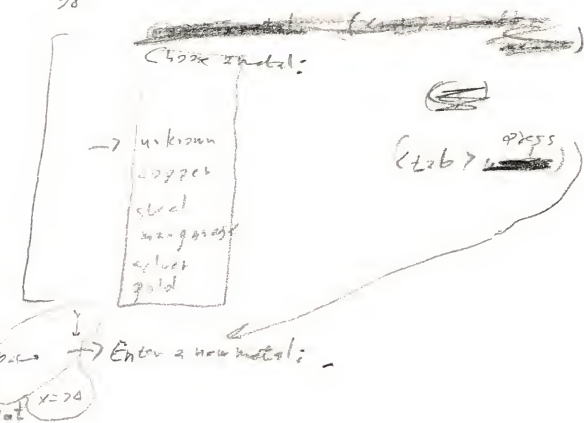 Choose a metal:
→ unknown
copper
steel
manganese
silver
gold
(tab> press)
→ Enter a new metal: _
x=24